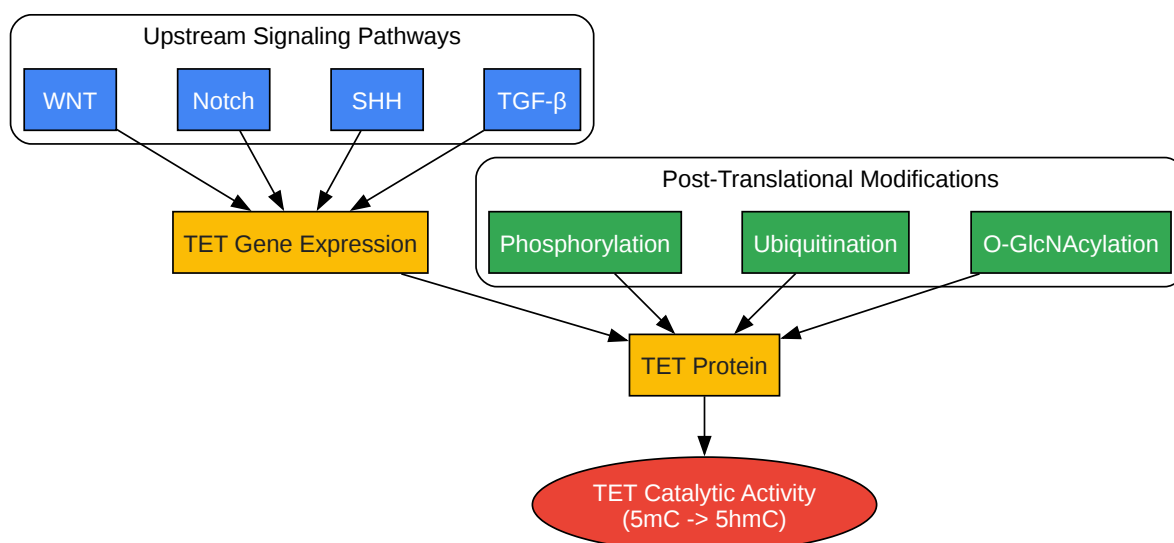 Upstream Signaling Pathways
WNT
Notch
SHH
TGF-β
Post-Translational Modifications
TET Gene Expression
Phosphorylation
Ubiquitination
O-GlcNAcylation
TET Protein
TET Catalytic Activity
(5mC -> 5hmC)